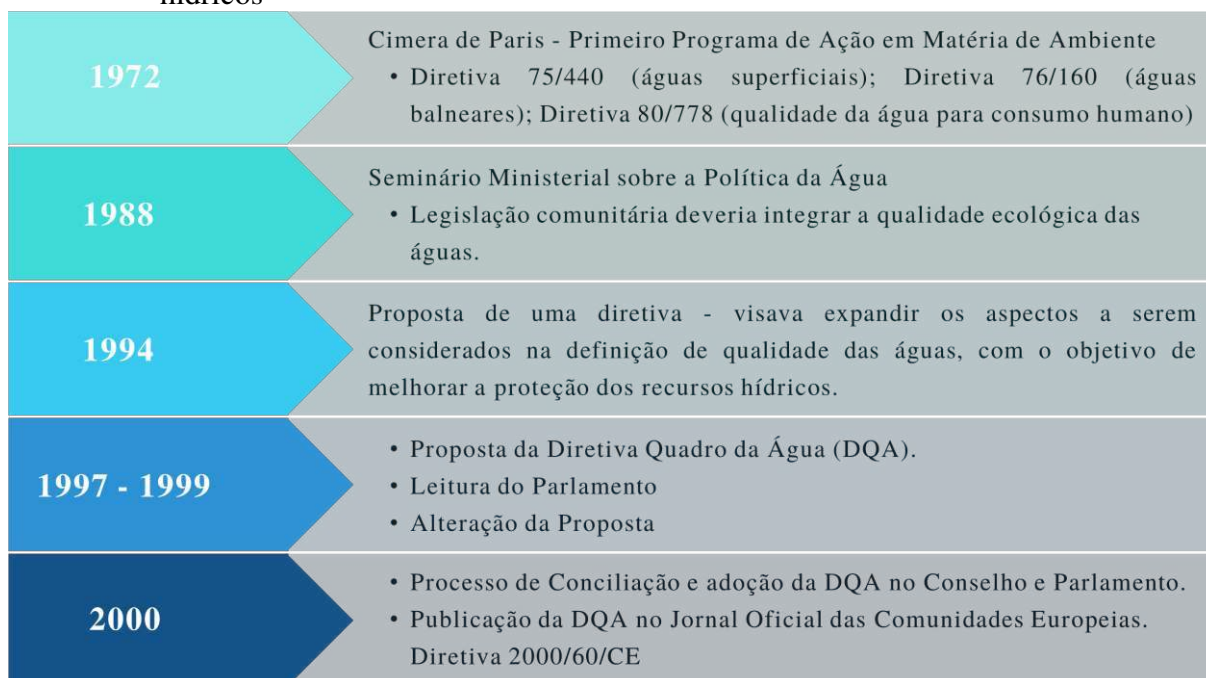 hídricos
1972
Cimera de Paris - Primeiro Programa de Ação em Matéria de Ambiente
• Diretiva 75/440 (águas superficiais); Diretiva 76/160 (águas
balneares); Diretiva 80/778 (qualidade da água para consumo humano)
1988
Seminário Ministerial sobre a Política da Água
• Legislação comunitária deveria integrar a qualidade ecológica das
águas.
1994
Proposta de uma diretiva - visava expandir os aspectos a serem
considerados na definição de qualidade das águas, com o objetivo de
melhorar a proteção dos recursos hídricos.
1997 - 1999
• Proposta da Diretiva Quadro da Água (DQA).
• Leitura do Parlamento
• Alteração da Proposta
2000
• Processo de Conciliação e adoção da DQA no Conselho e Parlamento.
• Publicação da DQA no Jornal Oficial das Comunidades Europeias.
Diretiva 2000/60/CE